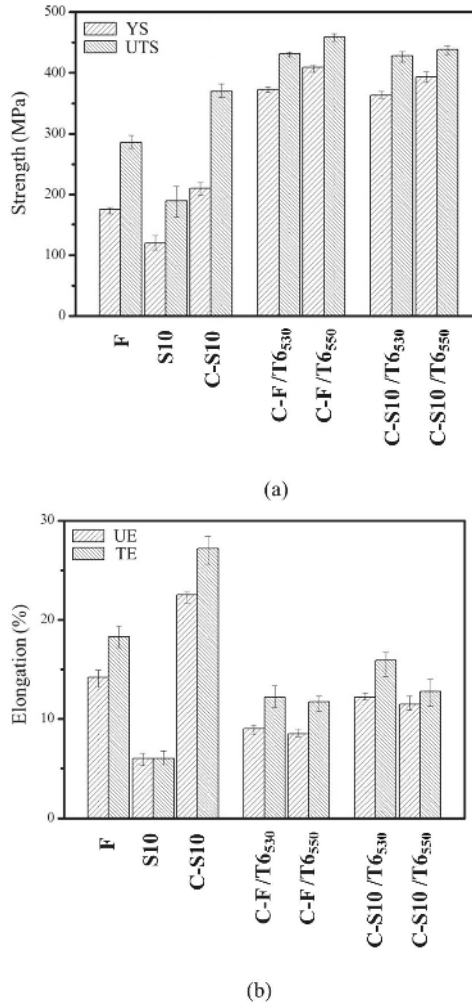 500
400
300
200
100
0
Strength (MPa)
YS
UTS
F
S10
C-S10
C-F /T6530
C-F /T6550
C-S10 /T6530
C-S10 /T6550
(a)
30
20
10
0
Elongation (%)
UE
TE
F
S10
C-S10
C-F /T6530
C-F /T6550
C-S10 /T6530
C-S10 /T6550
(b)